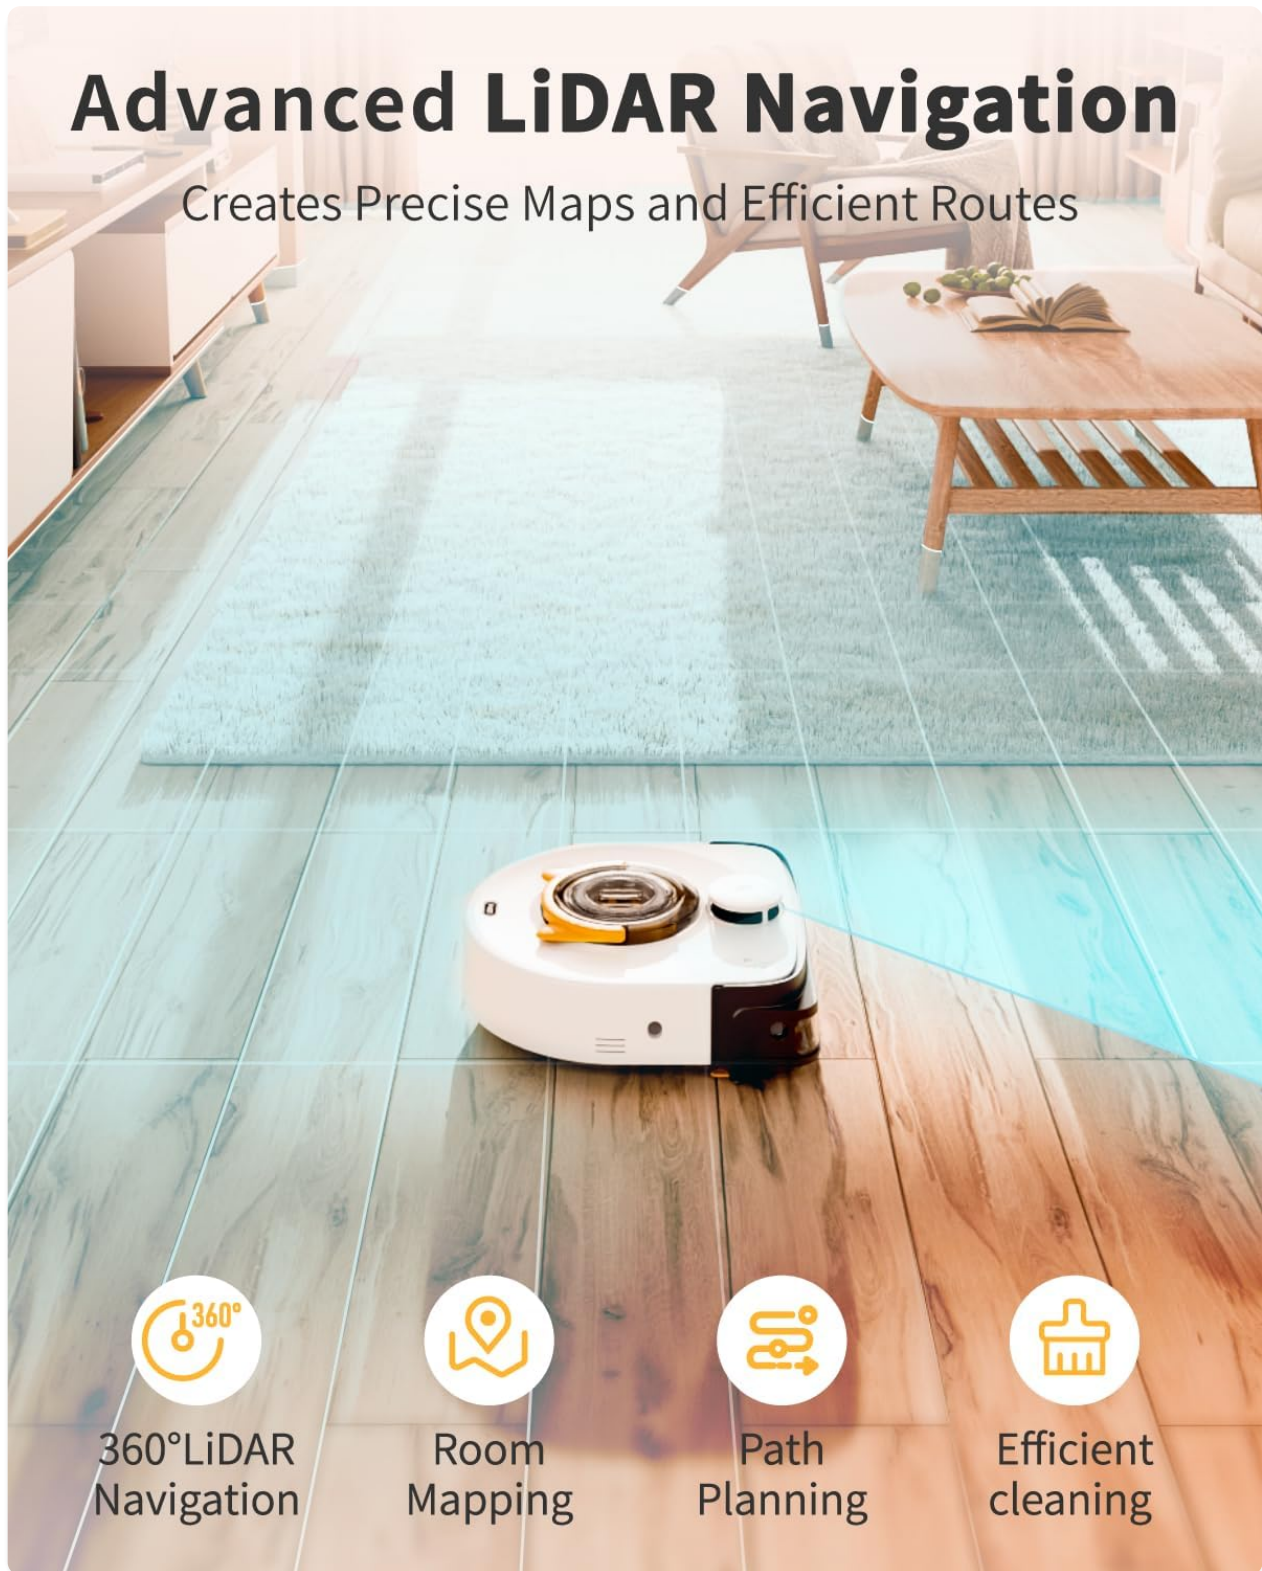 Advanced LiDAR Navigation
Creates Precise Maps and Efficient Routes
360°
360°LiDAR
Navigation
Room
Mapping
Path
Planning
Efficient
cleaning